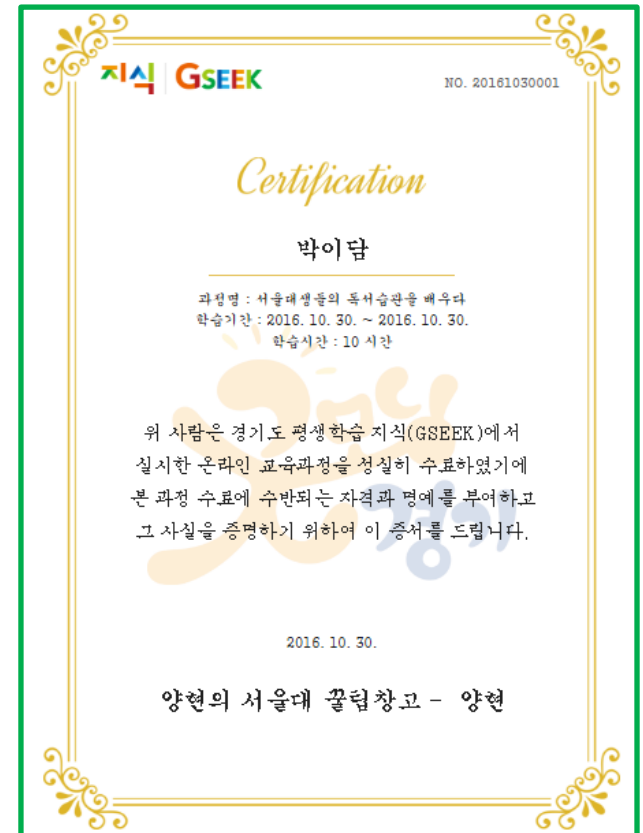 지식 GSEEK
NO. 20161030001
Certification
박이담
과정명 : 서울대생들의 독서습관을 배우다
학습기간 : 2016. 10. 30. ~ 2016. 10. 30.
학습시간 : 10 시간
위 사람은 경기도 평생학습 지식(GSEEK)에서
실시한 온라인 교육과정을 성실히 수료하였기에
본 과정 수료에 수반되는 자격과 명예를 부여하고
그 사실을 증명하기 위하여 이 증서를 드립니다.
경기
2016. 10. 30.
양현의 서울대 꿀팁창고 - 양현